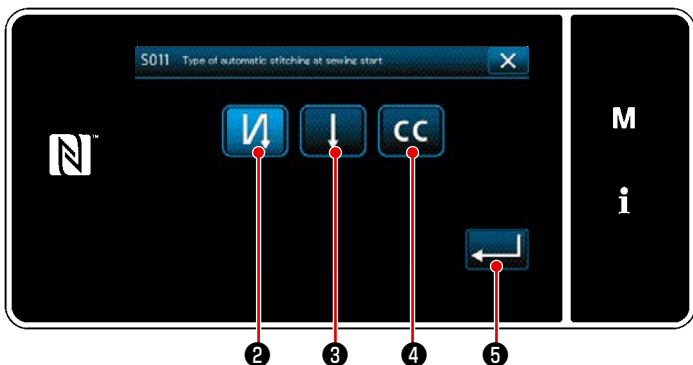 S011 Type of automatic stitching at sewing start
M
cc
i
❷ ❸ ❹ ❺